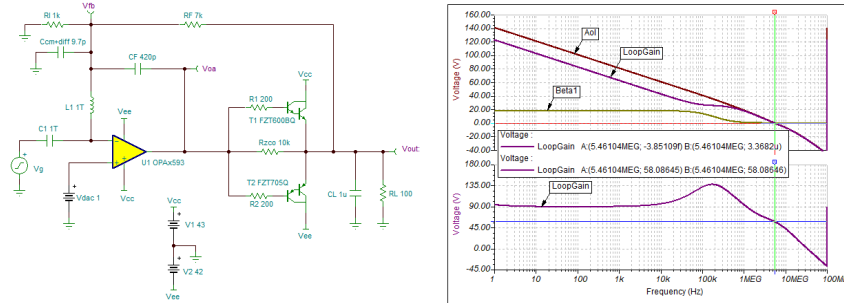 Vfb
RI 1k
RF 7k
Ccm+diff 9.7p
CF 420p
Voa
L1 1T
Vee
R1 200
Vcc
T1 FZT600BQ
C1 1T
U1 OPAx593
Rzco 10k
Vout
Vg
T2 FZT705Q
R2 200
CL 1u
RL 100
Vdac 1
Vcc
Vcc
V1 43
Vee
V2 42
Vee
160.00
140.00
120.00
100.00
80.00
60.00
40.00
20.00
0.00
-20.00
-40.00
Voltage (V)
Aol
LoopGain
Beta1
Voltage :
LoopGain A:(5.46104MEG; -3.85109f) B:(5.46104MEG; 3.3682u)
Voltage :
LoopGain A:(5.46104MEG; 58.08645) B:(5.46104MEG; 58.08646)
180.00
135.00
90.00
45.00
0.00
-45.00
Voltage (V)
LoopGain
1 10 100 1k 10k 100k 1MEG 10MEG 100MEG
Frequency (Hz)